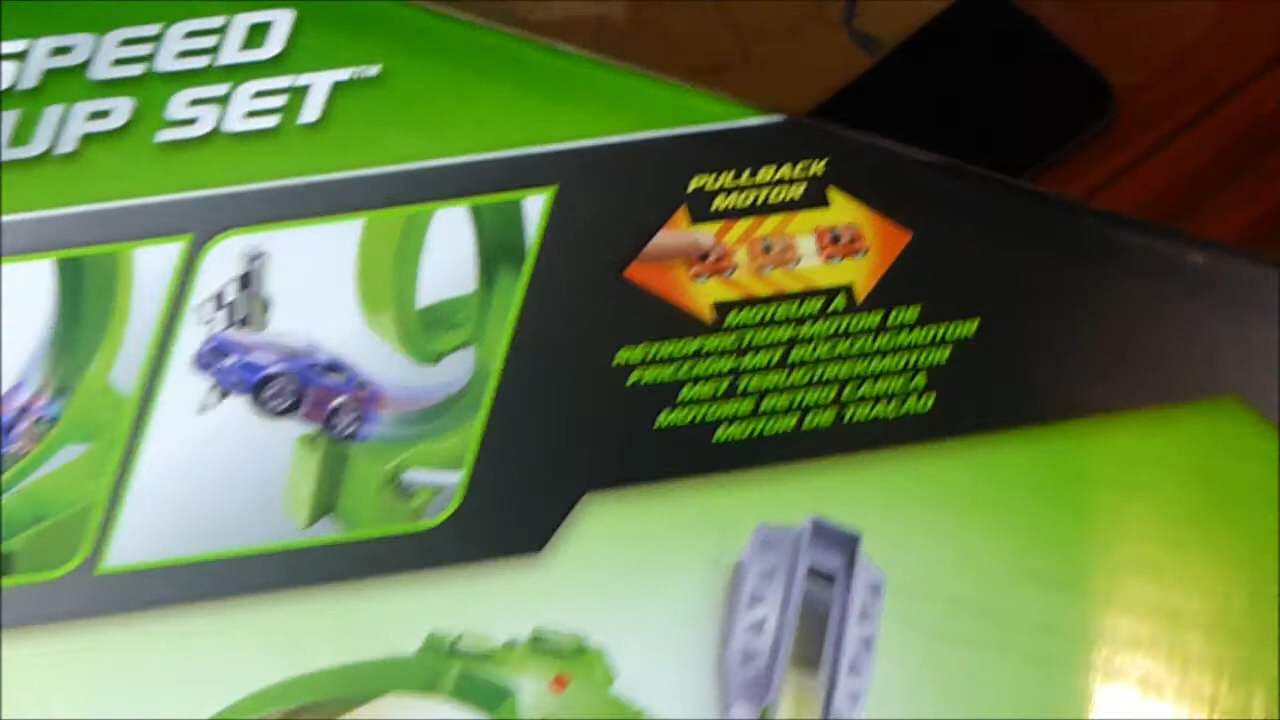 SPEED
UP SET™
PULLBACK
MOTOR
MOTEUR À
RETROFRICTION-MOTOR DE
FRICCIÓN-MIT RÜCKZUGMOTOR
MET TERUGTREKMOTOR
MOTORE RETRO CARICA
MOTOR DE TRAÇÃO